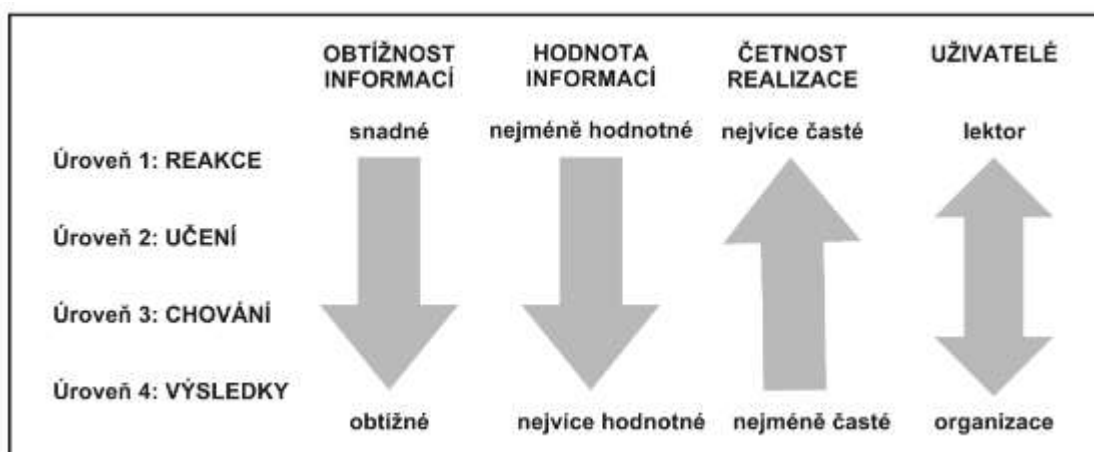 OBTÍŽNOST INFORMACÍ
HODNOTA INFORMACÍ
ČETNOST REALIZACE
UŽIVATELÉ
snadné
nejméně hodnotné
nejvíce časté
lektor
Úroveň 1: REAKCE
Úroveň 2: UČENÍ
Úroveň 3: CHOVÁNÍ
Úroveň 4: VÝSLEDKY
obtížné
nejvíce hodnotné
nejméně časté
organizace